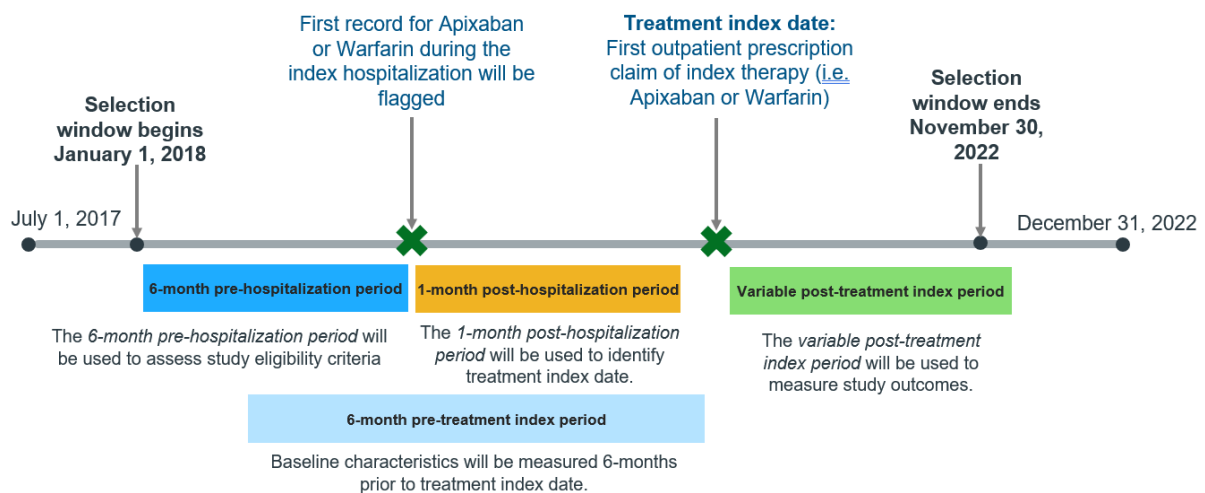 First record for Apixaban
or Warfarin during the
index hospitalization will be
flagged
Treatment index date:
First outpatient prescription
claim of index therapy (i.e.
Apixaban or Warfarin)
Selection
window begins
January 1, 2018
Selection
window ends
November 30,
2022
July 1, 2017
December 31, 2022
6-month pre-hospitalization period
1-month post-hospitalization period
Variable post-treatment index period
The 6-month pre-hospitalization period will
be used to assess study eligibility criteria
The 1-month post-hospitalization
period will be used to identify
treatment index date.
The variable post-treatment
index period will be used to
measure study outcomes.
6-month pre-treatment index period
Baseline characteristics will be measured 6-months
prior to treatment index date.